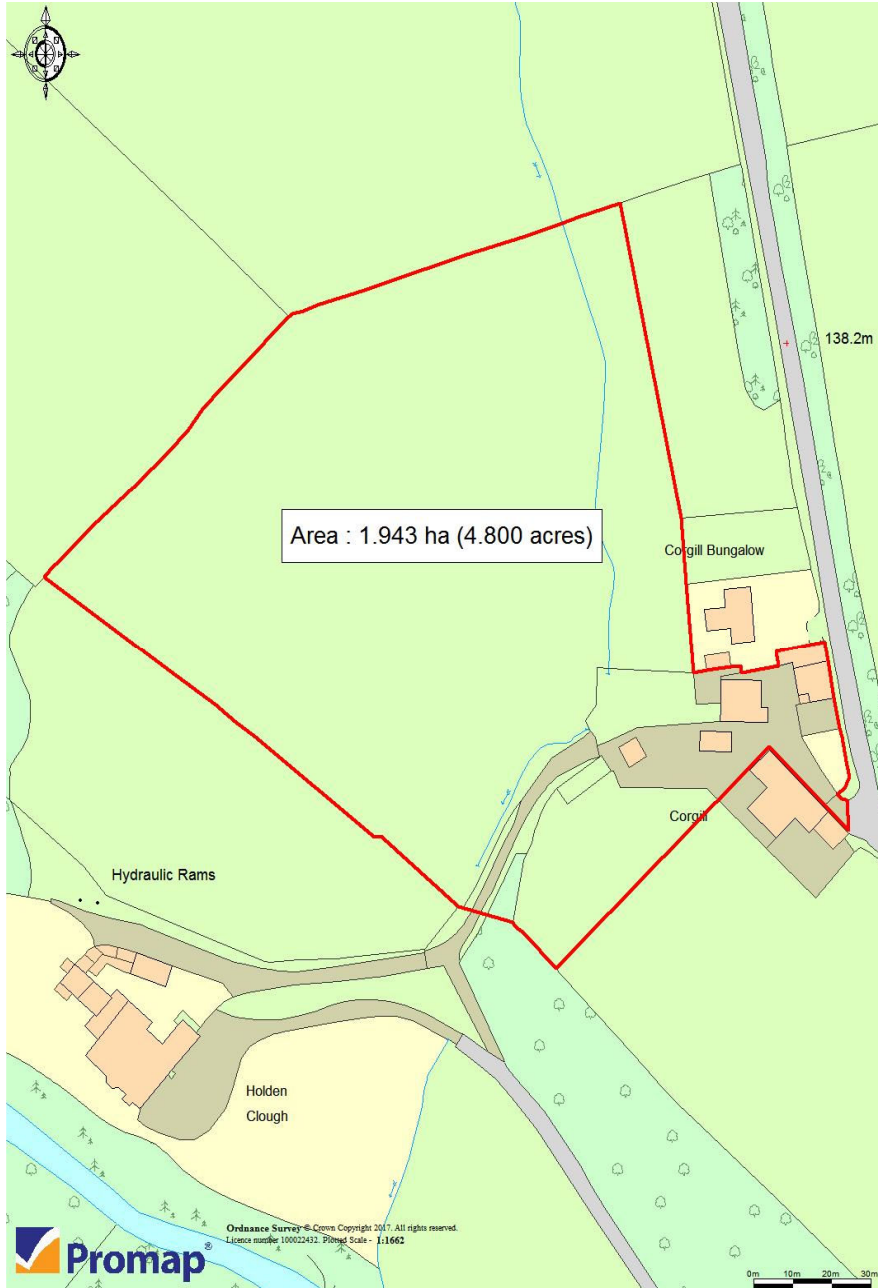 138.2m
Area : 1.943 ha (4.800 acres)
Corgill Bungalow
Corgill
Hydraulic Rams
Holden
Clough
Ordnance Survey © Crown Copyright 2017. All rights reserved.
Licence number 100022432. Plotted Scale - 1:1662
Promap®
0m 10m 20m 30m